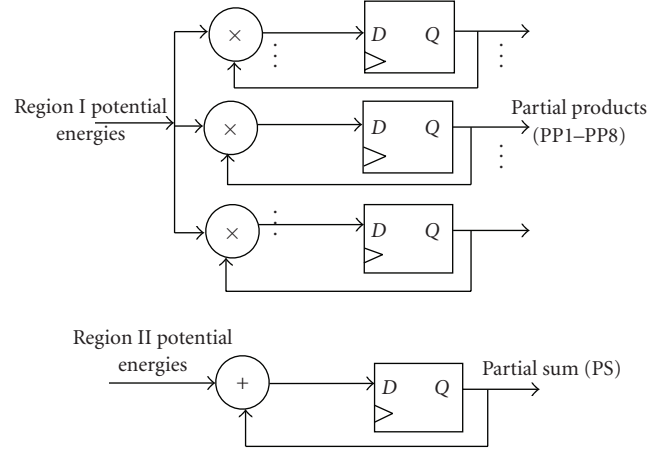 ×
D Q
Region I potential
energies
×
D Q
Partial products
(PP1–PP8)
×
D Q
Region II potential
energies
+
D Q
Partial sum (PS)